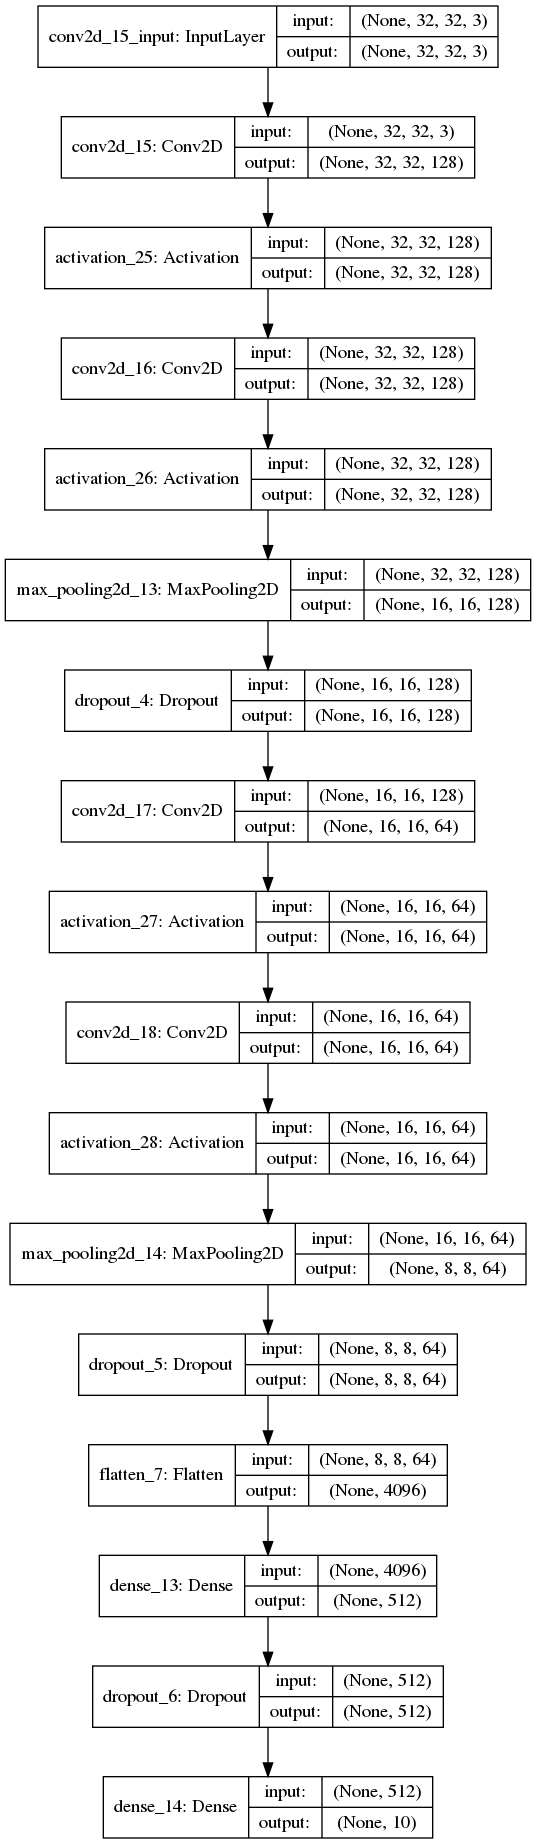 conv2d_15_input: InputLayer
input: (None, 32, 32, 3)
output: (None, 32, 32, 3)
conv2d_15: Conv2D
input: (None, 32, 32, 3)
output: (None, 32, 32, 128)
activation_25: Activation
input: (None, 32, 32, 128)
output: (None, 32, 32, 128)
conv2d_16: Conv2D
input: (None, 32, 32, 128)
output: (None, 32, 32, 128)
activation_26: Activation
input: (None, 32, 32, 128)
output: (None, 32, 32, 128)
max_pooling2d_13: MaxPooling2D
input: (None, 32, 32, 128)
output: (None, 16, 16, 128)
dropout_4: Dropout
input: (None, 16, 16, 128)
output: (None, 16, 16, 128)
conv2d_17: Conv2D
input: (None, 16, 16, 128)
output: (None, 16, 16, 64)
activation_27: Activation
input: (None, 16, 16, 64)
output: (None, 16, 16, 64)
conv2d_18: Conv2D
input: (None, 16, 16, 64)
output: (None, 16, 16, 64)
activation_28: Activation
input: (None, 16, 16, 64)
output: (None, 16, 16, 64)
max_pooling2d_14: MaxPooling2D
input: (None, 16, 16, 64)
output: (None, 8, 8, 64)
dropout_5: Dropout
input: (None, 8, 8, 64)
output: (None, 8, 8, 64)
flatten_7: Flatten
input: (None, 8, 8, 64)
output: (None, 4096)
dense_13: Dense
input: (None, 4096)
output: (None, 512)
dropout_6: Dropout
input: (None, 512)
output: (None, 512)
dense_14: Dense
input: (None, 512)
output: (None, 10)